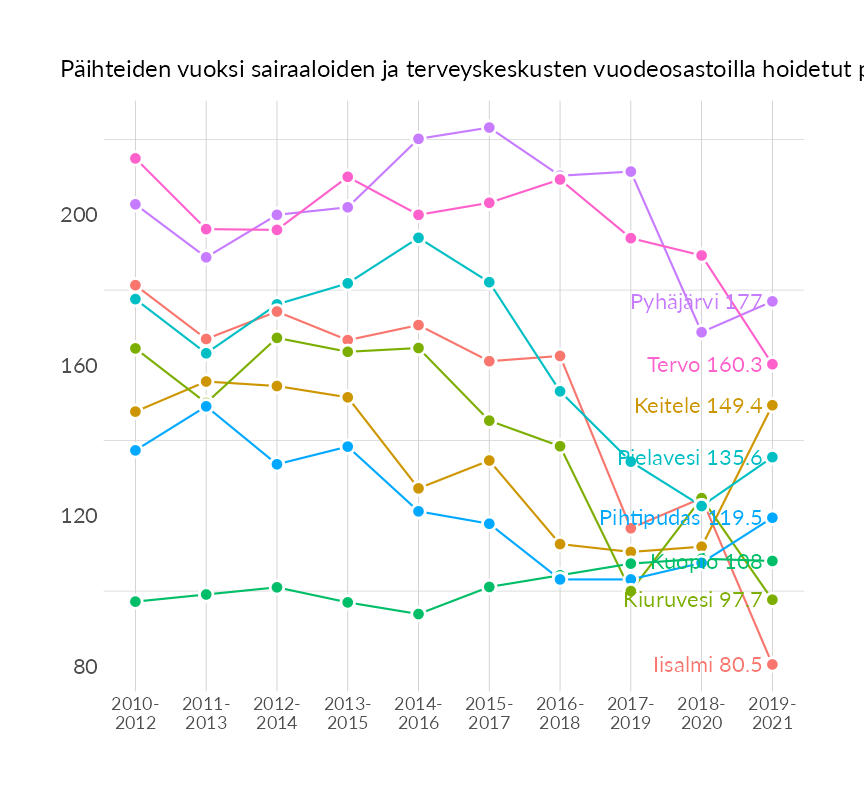 Päihteiden vuoksi sairaaloiden ja terveyskeskusten vuodeosastoilla hoidetut
200
160
120
80
Pyhäjärvi 177
Tervo 160.3
Keitele 149.4
Pielavesi 135.6
Pihtipudas 119.5
Kuopio 108
Kiuruvesi 97.7
Iisalmi 80.5
2010- 2011- 2012- 2013- 2014- 2015- 2016- 2017- 2018- 2019-
2012 2013 2014 2015 2016 2017 2018 2019 2020 2021